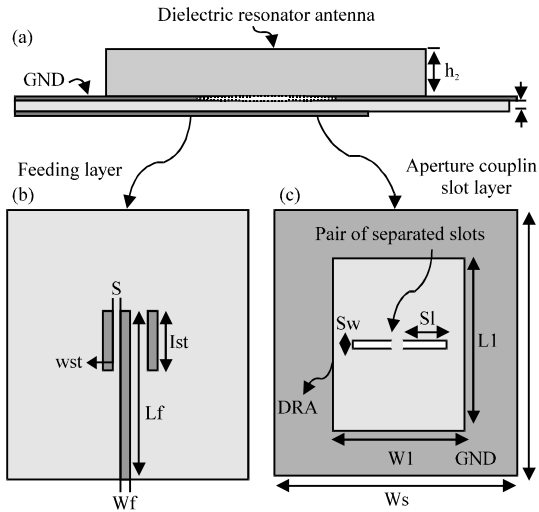 Dielectric resonator antenna
(a)
GND
h2
Feeding layer
Aperture couplin
slot layer
(b)
(c)
Pair of separated slots
S
Ist
wst
Lf
Wf
Sw
Sl
L1
DRA
W1
GND
Ws